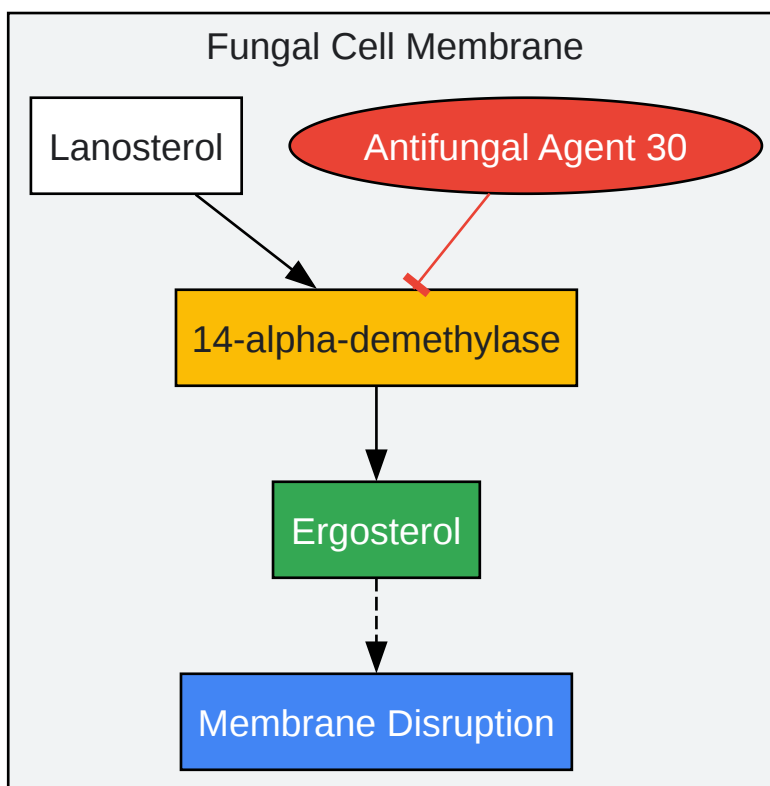 Fungal Cell Membrane
Lanosterol
Antifungal Agent 30
14-alpha-demethylase
Ergosterol
Membrane Disruption